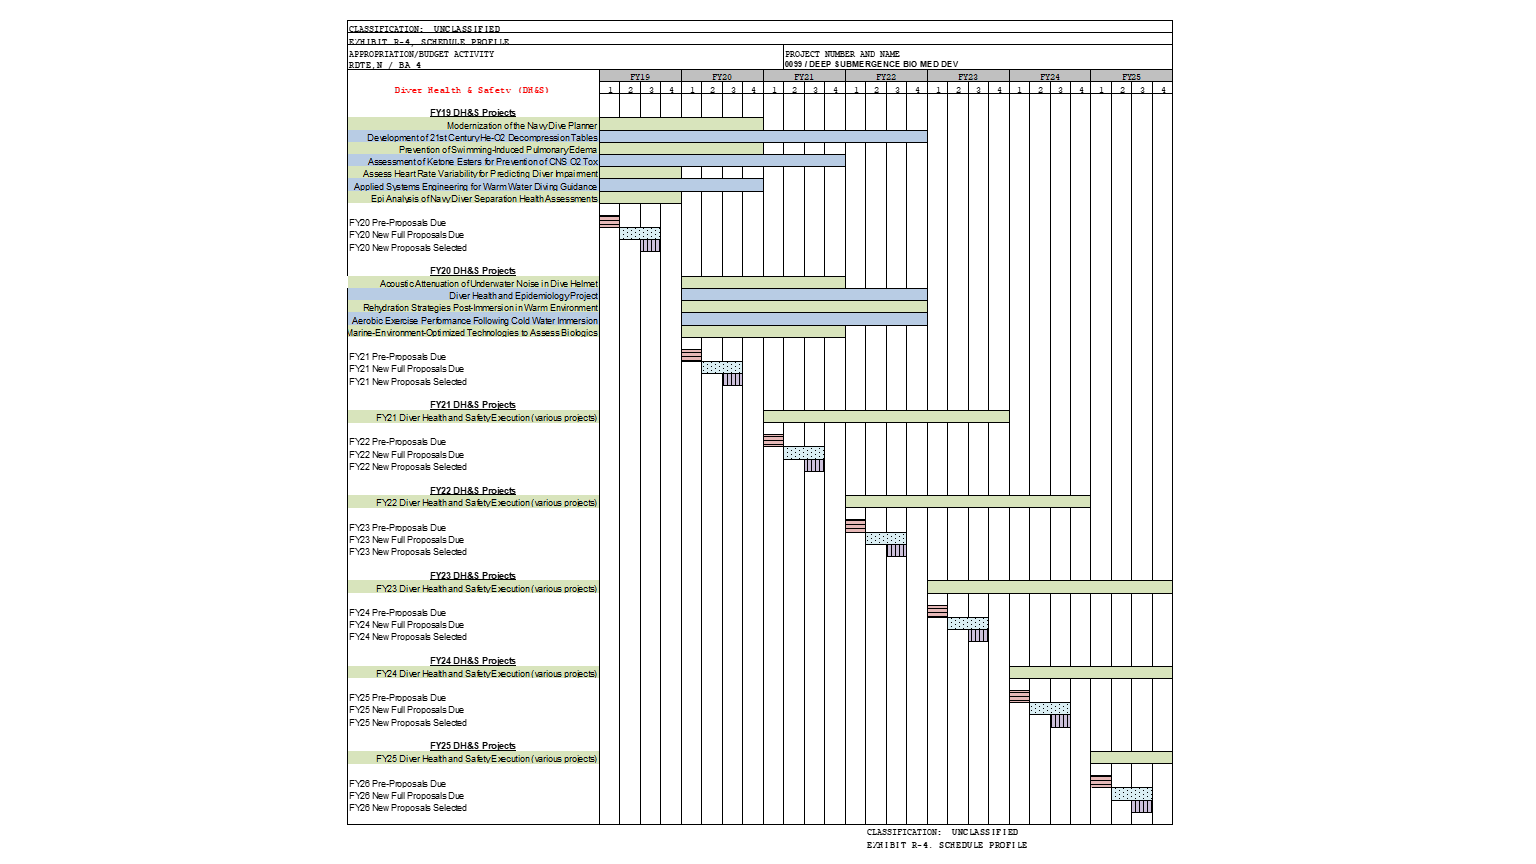 CLASSIFICATION: UNCLASSIFIED
EXHIBIT R-4, SCHEDULE PROFILE
APPROPRIATION/BUDGET ACTIVITY PROJECT NUMBER AND NAME
RDTE,N / BA 4 0099 / DEEP SUBMERGENCE BIO MED DEV
FY19 FY20 FY21 FY22 FY23 FY24 FY25
Diver Health & Safety (DH&S) 1 2 3 4 1 2 3 4 1 2 3 4 1 2 3 4 1 2 3 4 1 2 3 4 1 2 3 4
FY19 DH&S Projects
Modernization of the Navy Dive Planner
Development of 21st Century He-O2 Decompression Tables
Prevention of Swimming-Induced Pulmonary Edema
Assessment of Ketone Esters for Prevention of CNS O2 Tox
Assess Heart Rate Variability for Predicting Diver Impairment
Applied Systems Engineering for Warm Water Diving Guidance
Epi Analysis of Navy Diver Separation Health Assessments
FY20 Pre-Proposals Due
FY20 New Full Proposals Due
FY20 New Proposals Selected
FY20 DH&S Projects
Acoustic Attenuation of Underwater Noise in Dive Helmet
Diver Health and Epidemiology Project
Rehydration Strategies Post-Immersion in Warm Environment
Aerobic Exercise Performance Following Cold Water Immersion
Marine-Environment-Optimized Technologies to Assess Biologics
FY21 Pre-Proposals Due
FY21 New Full Proposals Due
FY21 New Proposals Selected
FY21 DH&S Projects
FY21 Diver Health and Safety Execution (various projects)
FY22 Pre-Proposals Due
FY22 New Full Proposals Due
FY22 New Proposals Selected
FY22 DH&S Projects
FY22 Diver Health and Safety Execution (various projects)
FY23 Pre-Proposals Due
FY23 New Full Proposals Due
FY23 New Proposals Selected
FY23 DH&S Projects
FY23 Diver Health and Safety Execution (various projects)
FY24 Pre-Proposals Due
FY24 New Full Proposals Due
FY24 New Proposals Selected
FY24 DH&S Projects
FY24 Diver Health and Safety Execution (various projects)
FY25 Pre-Proposals Due
FY25 New Full Proposals Due
FY25 New Proposals Selected
FY25 DH&S Projects
FY25 Diver Health and Safety Execution (various projects)
FY26 Pre-Proposals Due
FY26 New Full Proposals Due
FY26 New Proposals Selected
CLASSIFICATION: UNCLASSIFIED
EXHIBIT R-4, SCHEDULE PROFILE